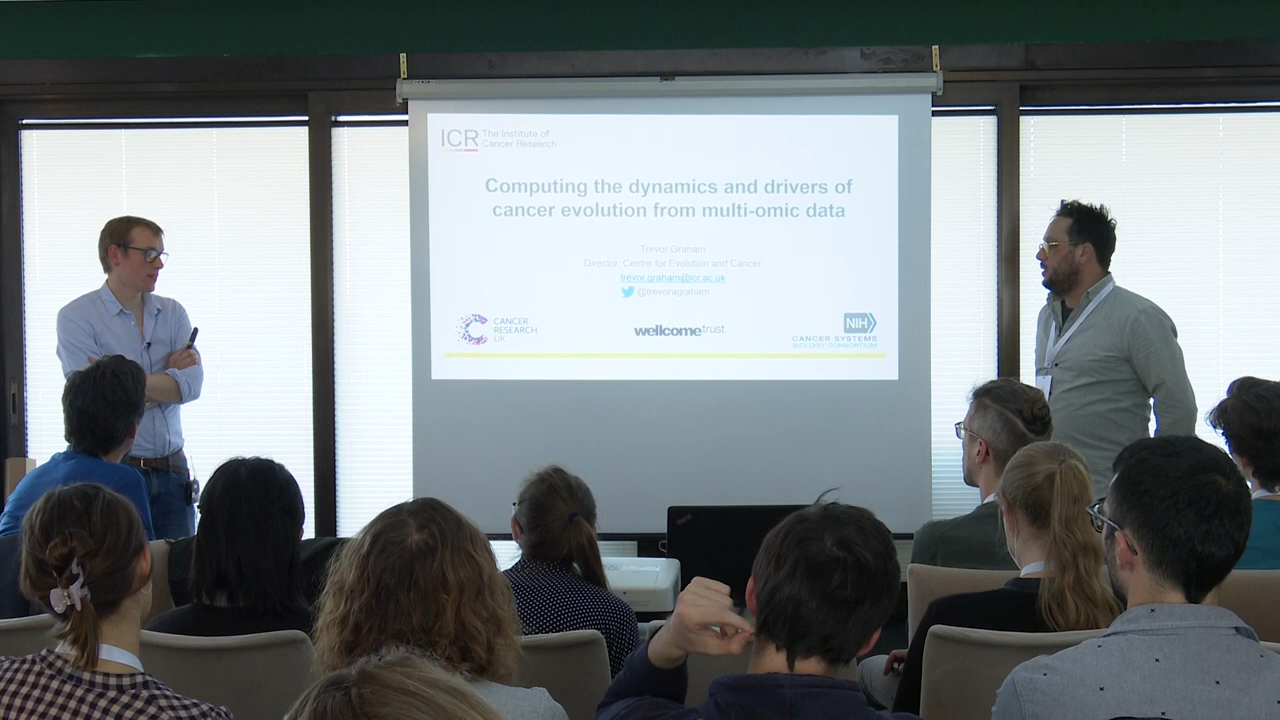 ICR The Institute of
Cancer Research
Computing the dynamics and drivers of
cancer evolution from multi-omic data
Trevor Graham
Director, Centre for Evolution and Cancer
trevor.graham@icr.ac.uk
@trevoragraham
CANCER
RESEARCH
UK
wellcometrust
NIH
CANCER SYSTEMS
BIOLOGY CONSORTIUM